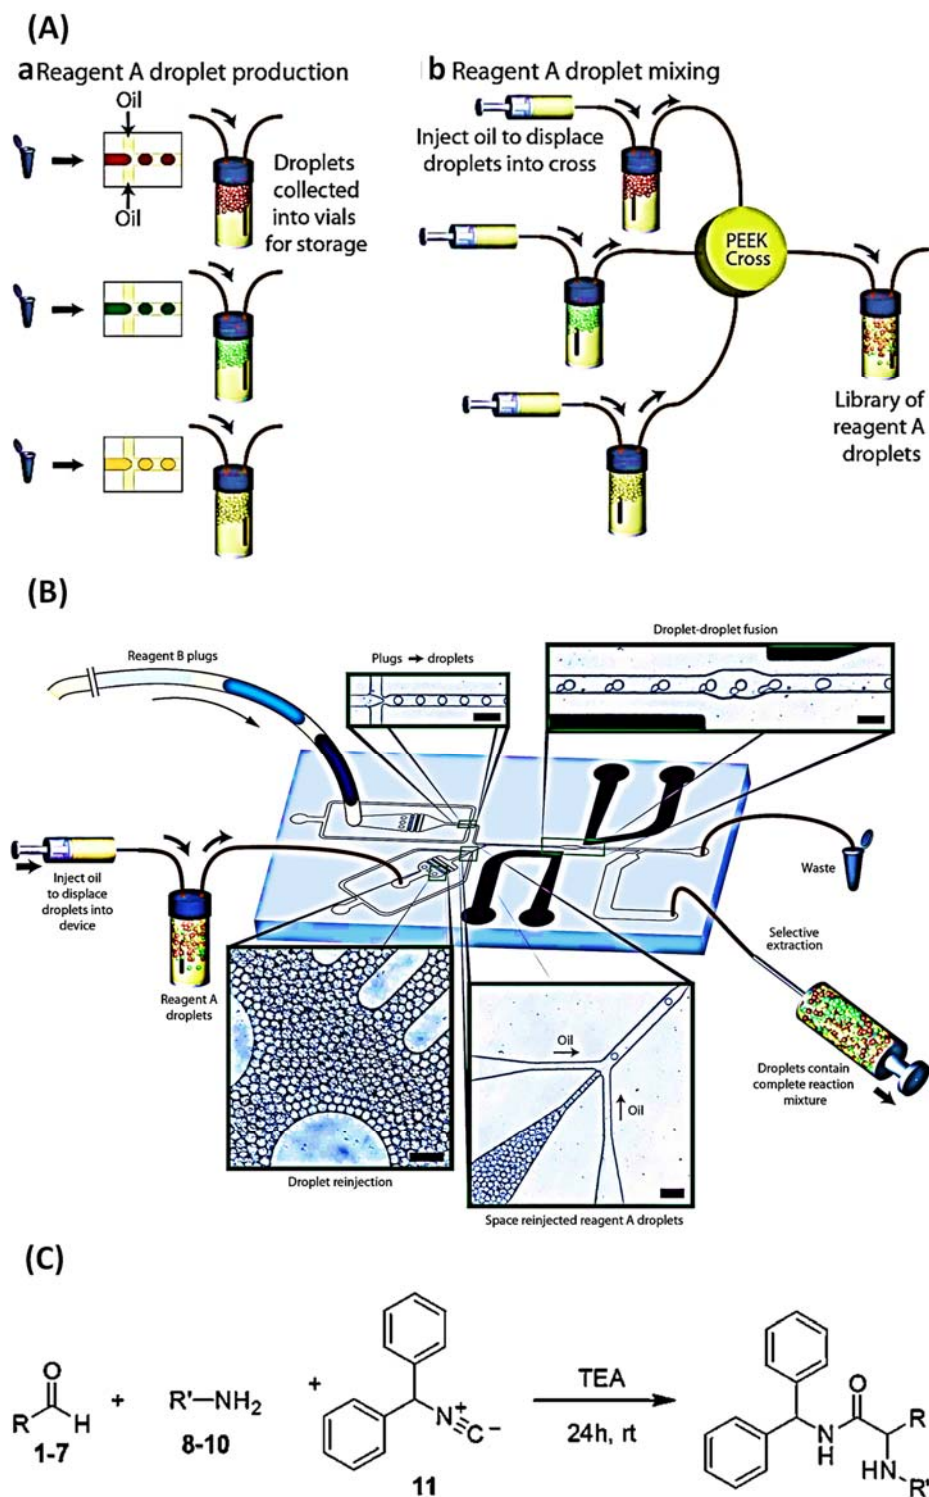 (A)
a Reagent A droplet production
Oil
Oil
Droplets
collected
into vials
for storage
b Reagent A droplet mixing
Inject oil to displace
droplets into cross
PEEK
Cross
Library of
reagent A
droplets
(B)
Reagent B plugs
Plugs → droplets
Droplet-droplet fusion
Inject oil
to displace
droplets into
device
Reagent A
droplets
Waste
Selective
extraction
Droplets contain
complete reaction
mixture
Droplet reinjection
Oil
Oil
Space reinjected reagent A droplets
(C)
O
R H
1-7
+
R'-NH₂
8-10
+
N⁺≡C⁻
11
TEA
24h, rt
O
N
H
R
HN
R'